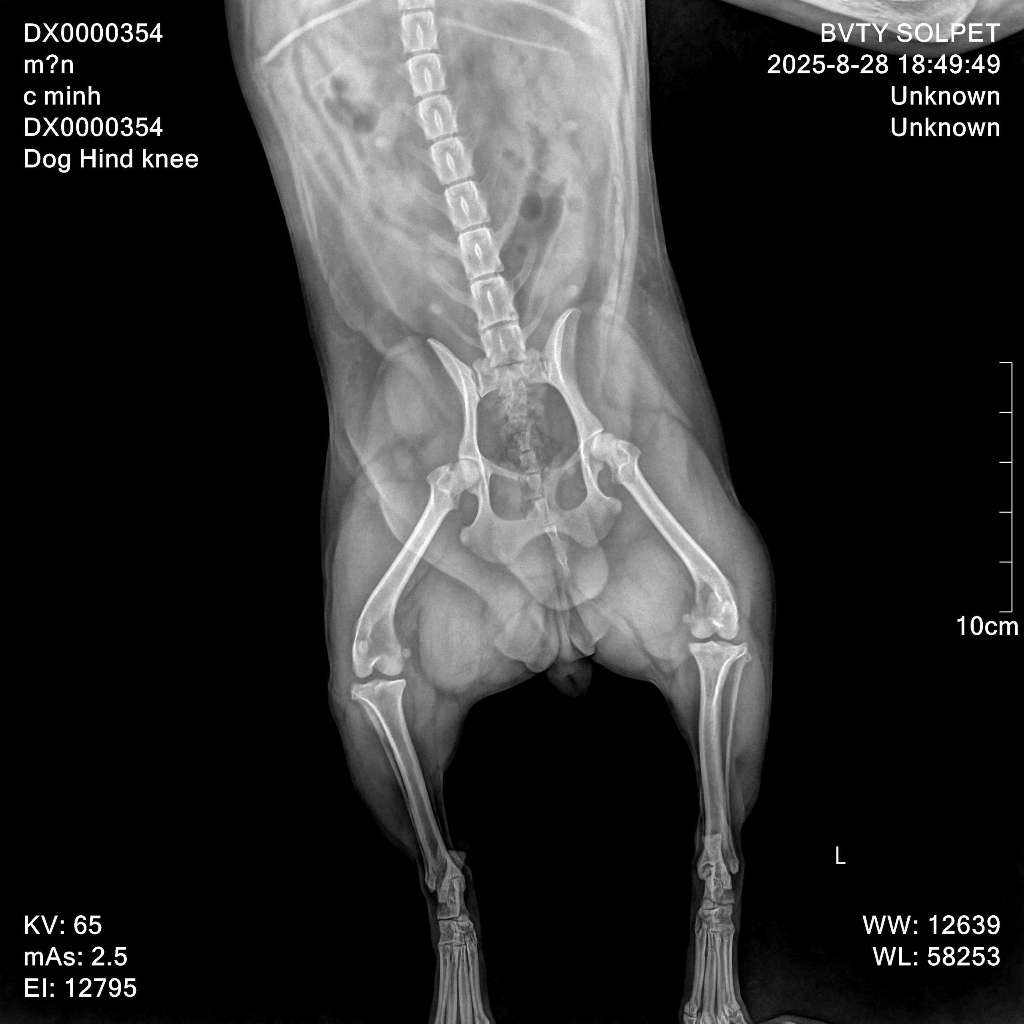 DX0000354
m?n
c minh
DX0000354
Dog Hind knee
BVTY SOLPET
2025-8-28 18:49:49
Unknown
Unknown
10cm
L
KV: 65
mAs: 2.5
EI: 12795
WW: 12639
WL: 58253